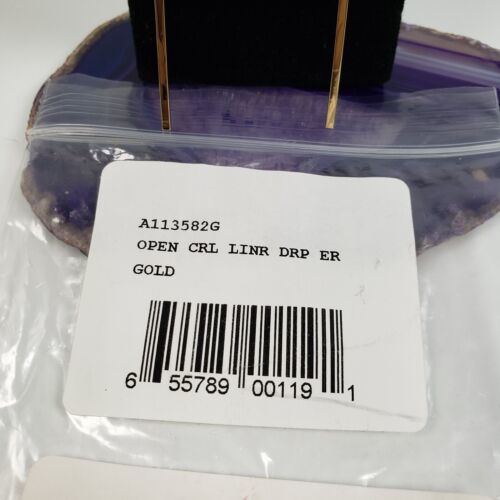 A113582G
OPEN CRL LINR DRP ER
GOLD
6 55789 00119 1